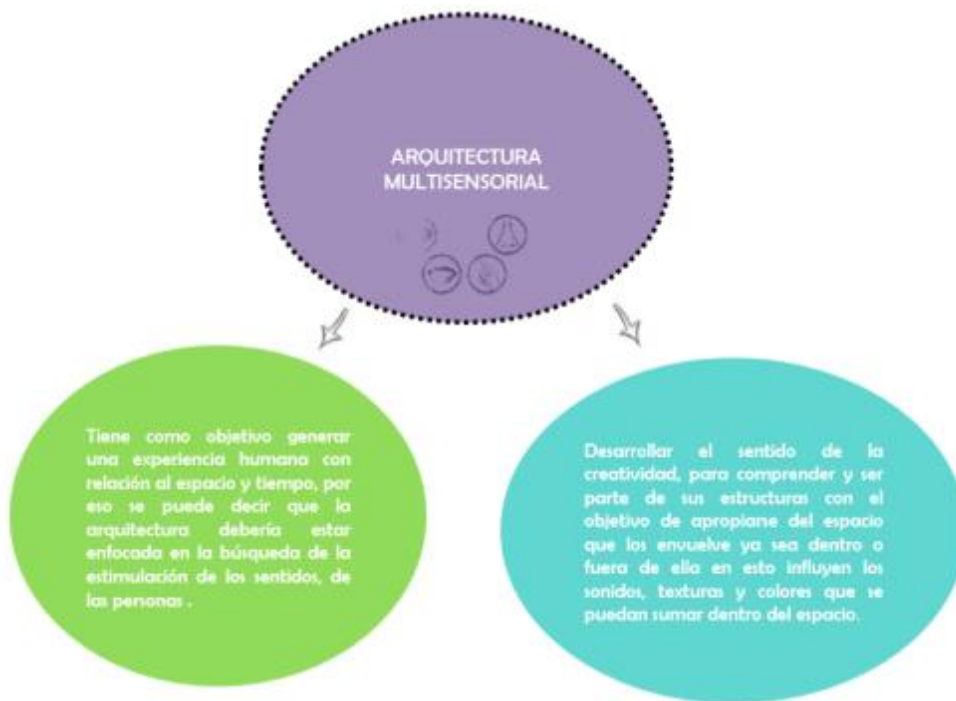 ARQUITECTURA
MULTISENSORIAL
Tiene como objetivo generar
una experiencia humana con
relación al espacio y tiempo, por
eso se puede decir que la
arquitectura debería estar
enfocada en la búsqueda de la
estimulación de los sentidos, de
las personas .
Desarrollar el sentido de la
creatividad, para comprender y ser
parte de sus estructuras con el
objetivo de apropiarse del espacio
que los envuelve ya sea dentro o
fuera de ella en esto influyen los
sonidos, texturas y colores que se
puedan sumar dentro del espacio.